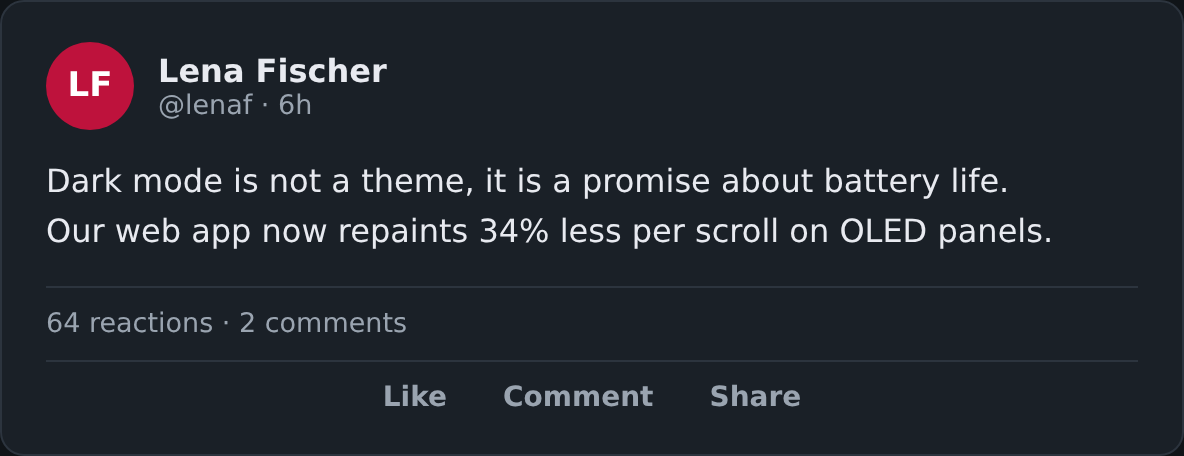 LF
Lena Fischer
@lenaf · 6h
Dark mode is not a theme, it is a promise about battery life.
Our web app now repaints 34% less per scroll on OLED panels.
64 reactions · 2 comments
Like Comment Share